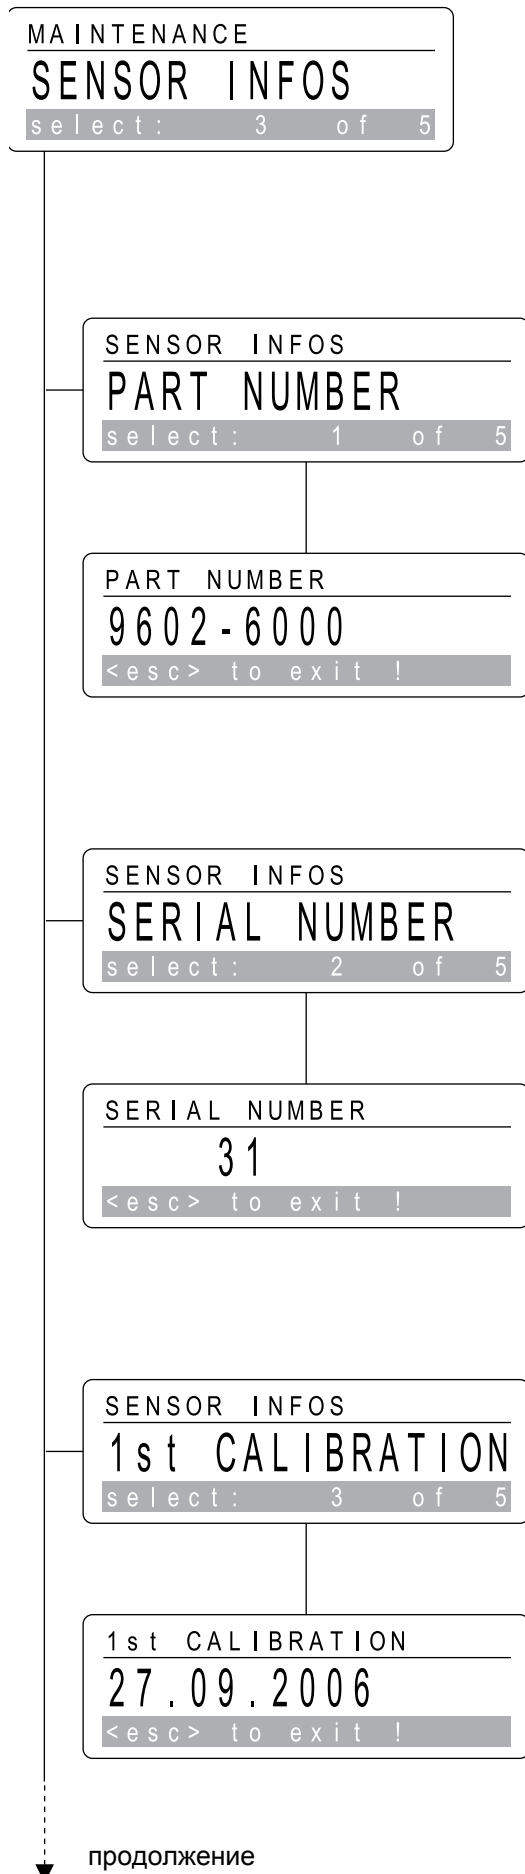 MAINTENANCE
SENSOR INFOS
select: 3 of 5
SENSOR INFOS
PART NUMBER
select: 1 of 5
PART NUMBER
9602-6000
<esc> to exit !
SENSOR INFOS
SERIAL NUMBER
select: 2 of 5
SERIAL NUMBER
31
<esc> to exit !
SENSOR INFOS
1st CALIBRATION
select: 3 of 5
1st CALIBRATION
27.09.2006
<esc> to exit !
продолжение